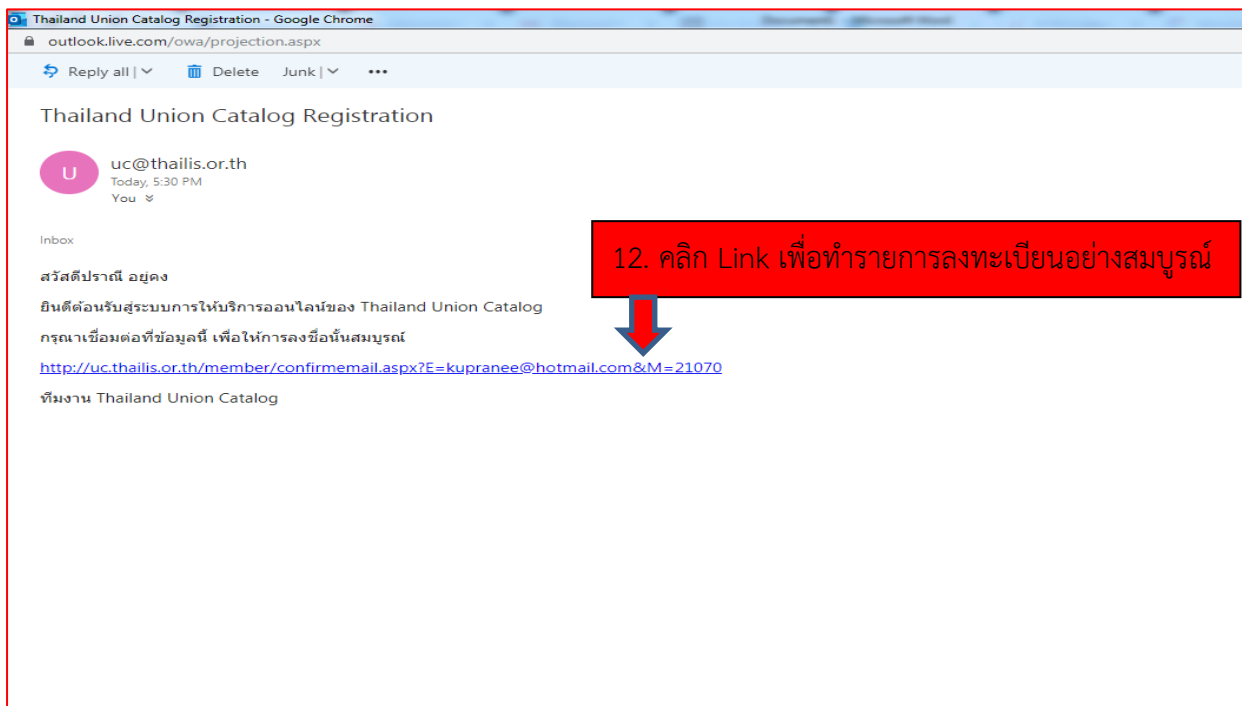 Thailand Union Catalog Registration - Google Chrome
outlook.live.com/owa/projection.aspx
Reply all | Delete Junk | •••
Thailand Union Catalog Registration
U
uc@thailis.or.th
Today, 5:30 PM
You
Inbox
12. คลิก Link เพื่อทำรายการลงทะเบียนอย่างสมบูรณ์
สวัสดีปราณี อยู่คง
ยินดีต้อนรับสู่ระบบการให้บริการออนไลน์ของ Thailand Union Catalog
กรุณาเชื่อมต่อที่ข้อมูลนี้ เพื่อให้การลงชื่อนั้นสมบูรณ์
http://uc.thailis.or.th/member/confirmemail.aspx?E=kupranee@hotmail.com&M=21070
ทีมงาน Thailand Union Catalog